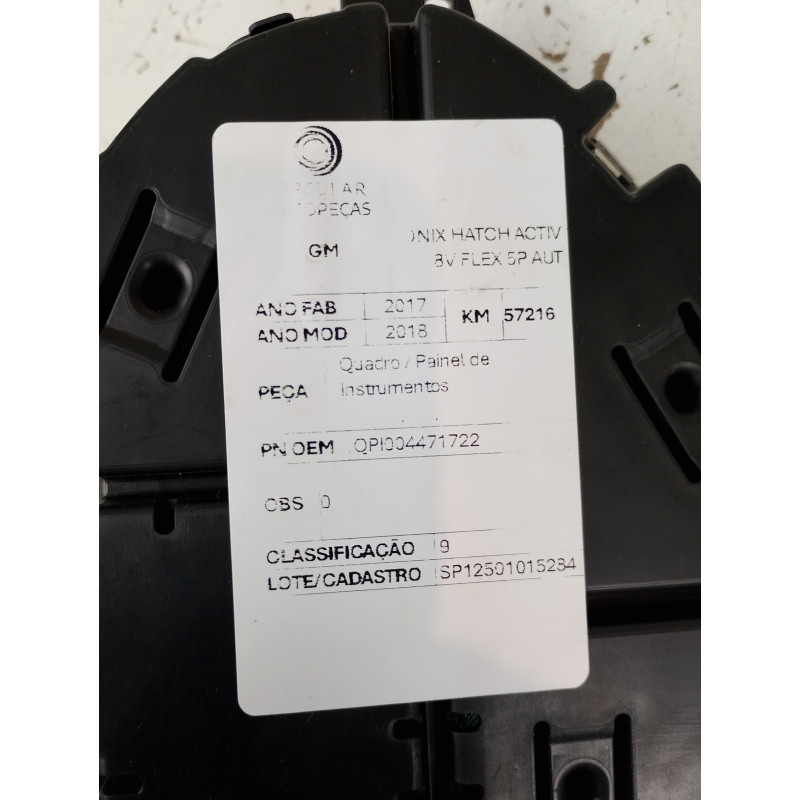 GM
HATCH ACTIV
8V FLEX 5P AUT
ANO FAB 2017
KM 57216
ANO MOD 2018
PEÇA Quadro / Painel de
Instrumentos
PN OEM QPI004471722
OBS 0
CLASSIFICAÇÃO 9
LOTE/CADASTRO SP12501015284